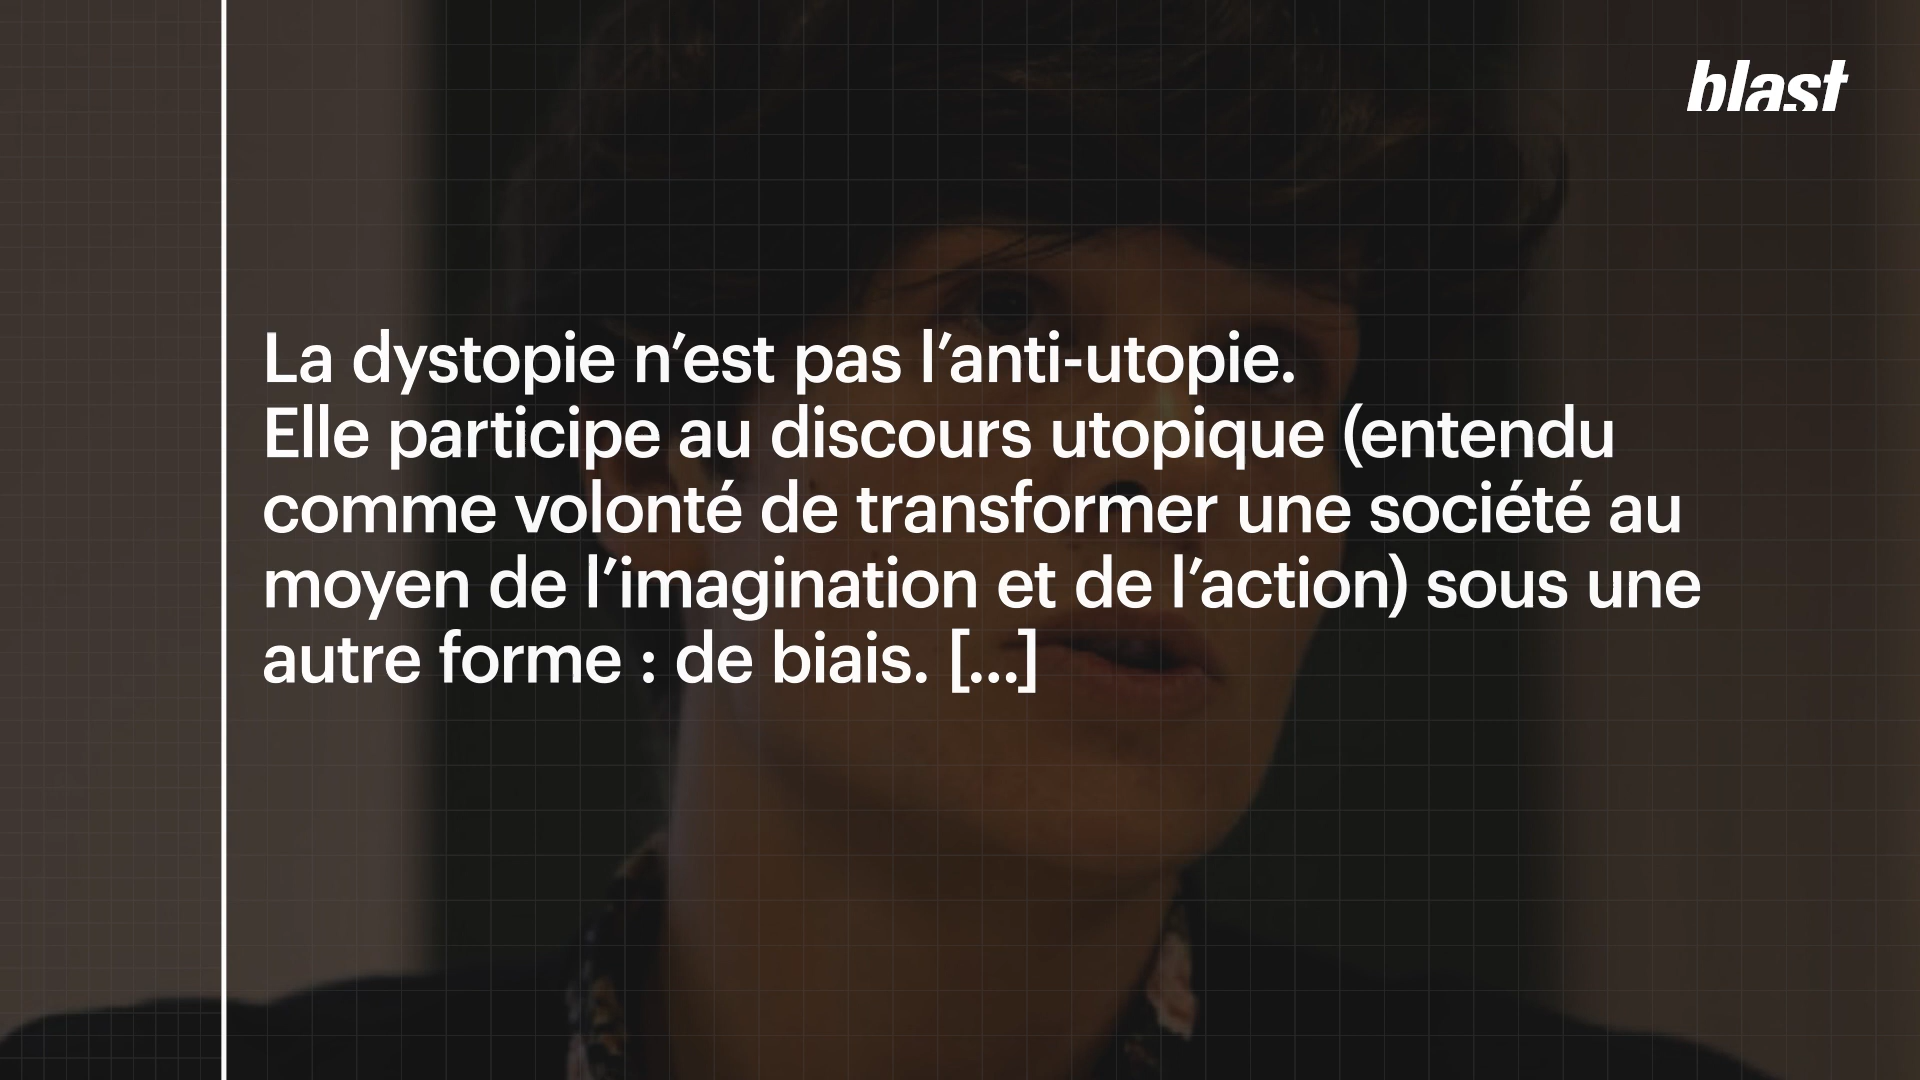 blast
La dystopie n’est pas l’anti-utopie.
Elle participe au discours utopique (entendu
comme volonté de transformer une société au
moyen de l’imagination et de l’action) sous une
autre forme : de biais. [...]